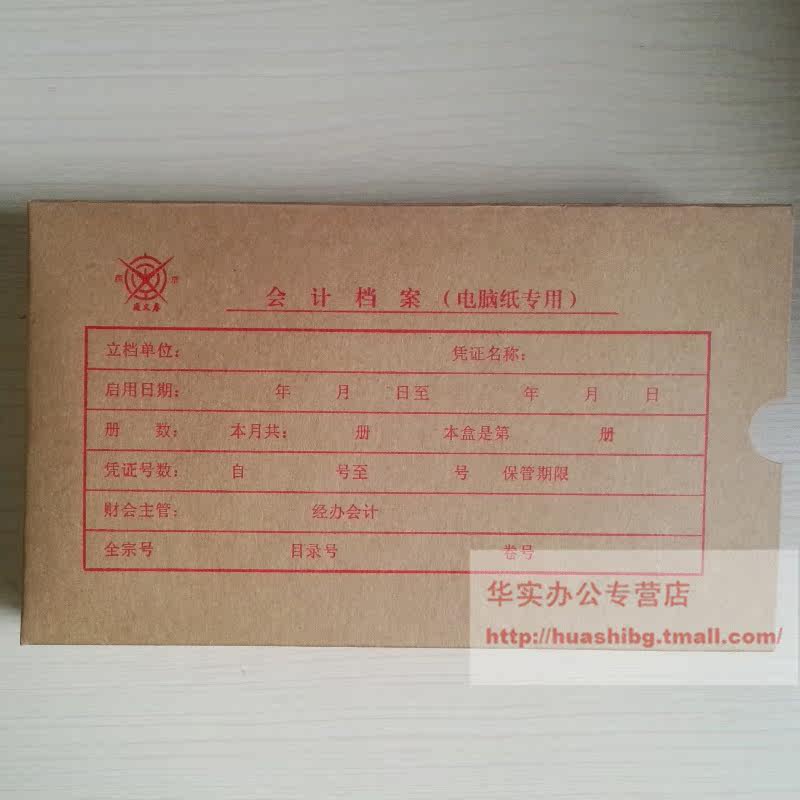 会 计 档 案 (电脑纸专用)
立档单位: 凭证名称:
启用日期: 年 月 日至 年 月 日
册 数: 本月共: 册 本盒是第 册
凭证号数: 自 号至 号 保管期限
财会主管: 经办会计
全宗号 目录号 卷号
华实办公专营店
http://huashibg.tmall.com/